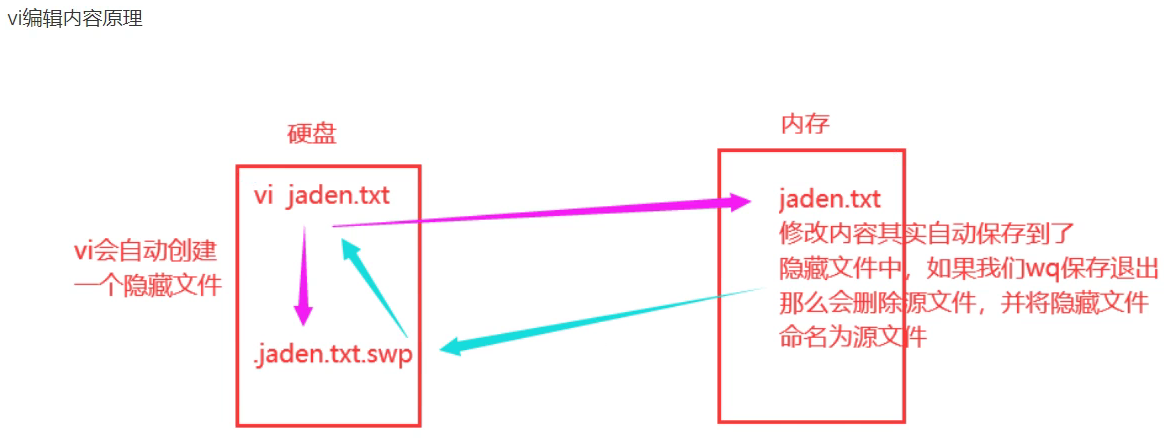 vi编辑内容原理
硬盘
内存
vi jaden.txt
jaden.txt
vi会自动创建
一个隐藏文件
修改内容其实自动保存到了
隐藏文件中，如果我们wq保存退出
那么会删除源文件，并将隐藏文件
命名为源文件
.jaden.txt.swp